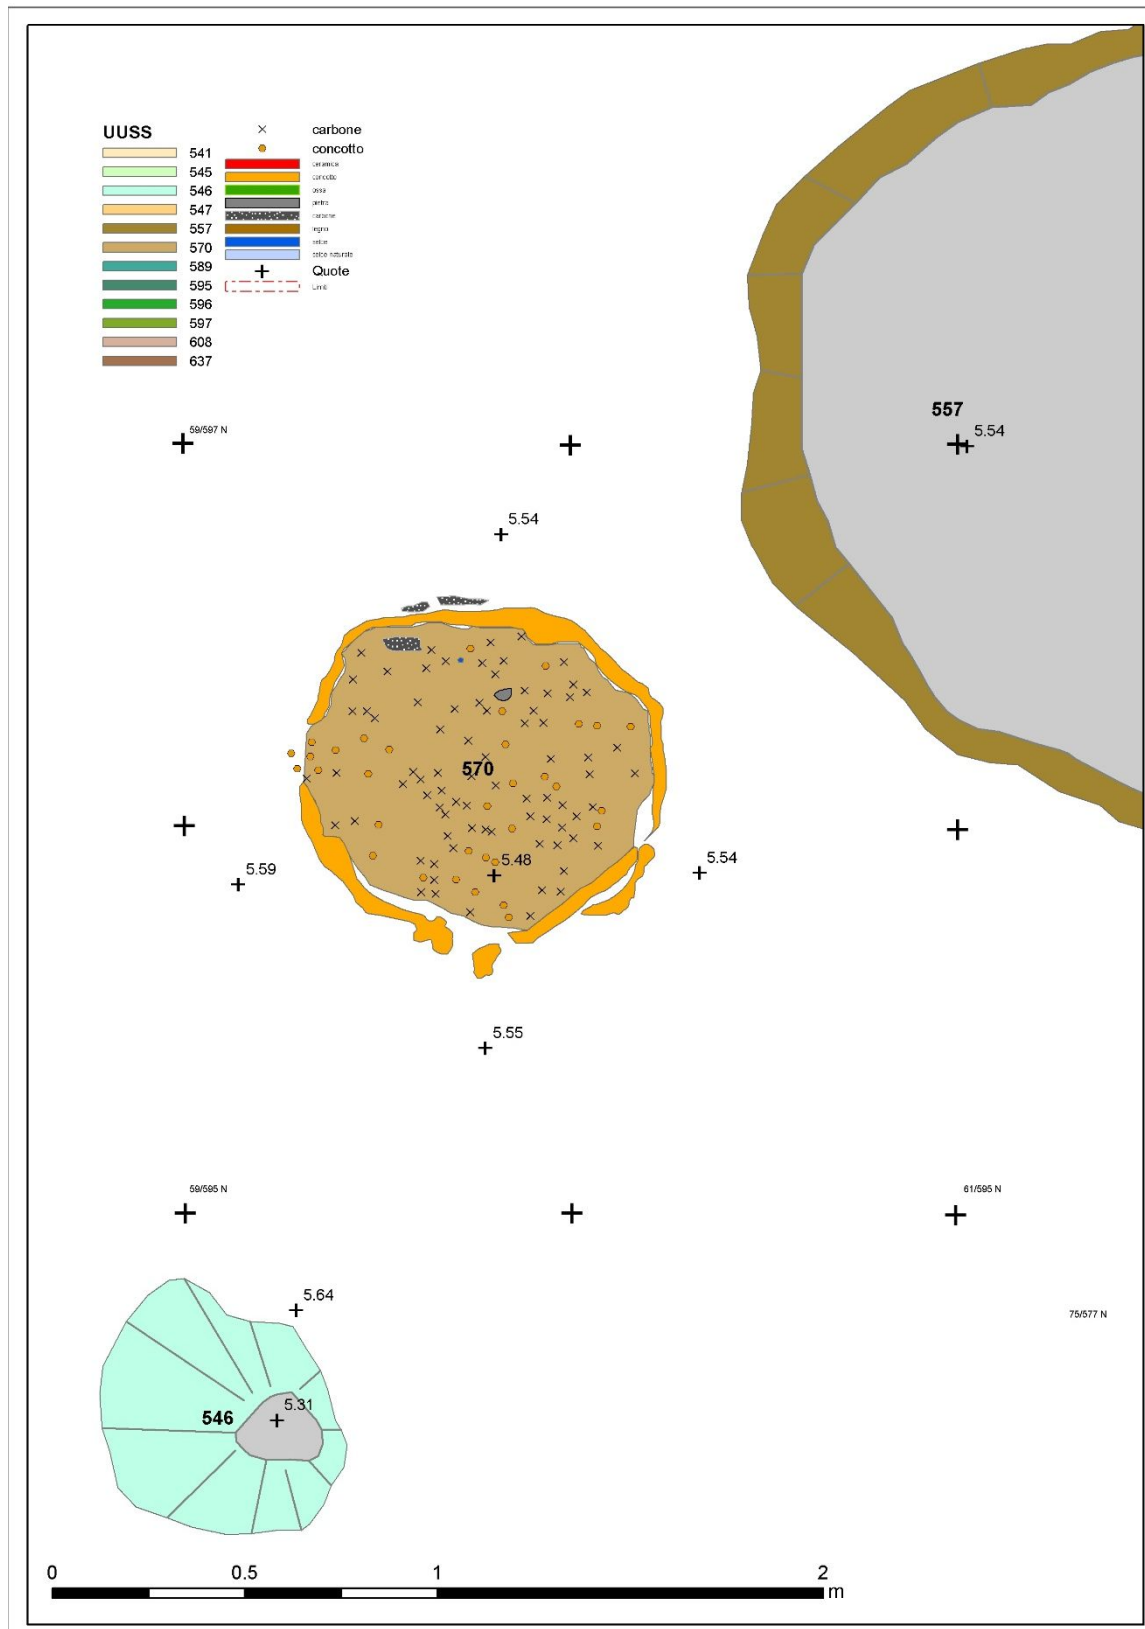 UUSS
541
545
546
547
557
570
589
595
596
597
608
637
carbone
concotto
ceramica
concotto
ossa
pietra
carbone
legno
selce
selce naturale
Quote
Limiti
59/597 N
557
5.54
5.54
570
5.48
5.59
5.54
5.55
59/595 N
61/595 N
5.64
75/577 N
546
5.31
0 0.5 1 2
m